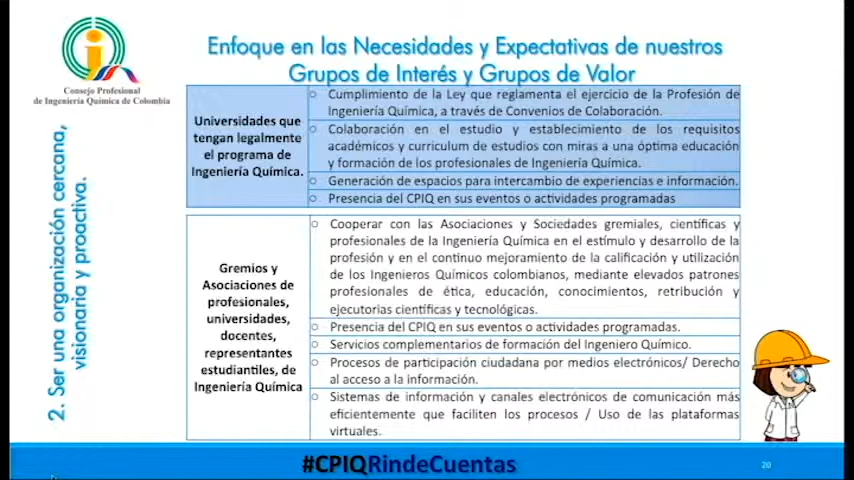 Consejo Profesional
de Ingeniería Química de Colombia
Enfoque en las Necesidades y Expectativas de nuestros
Grupos de Interés y Grupos de Valor
2. Ser una organización cercana,
visionaria y proactiva.
Universidades que
tengan legalmente
el programa de
Ingeniería Química.
○ Cumplimiento de la Ley que reglamenta el ejercicio de la Profesión de
Ingeniería Química, a través de Convenios de Colaboración.
○ Colaboración en el estudio y establecimiento de los requisitos
académicos y curriculum de estudios con miras a una óptima educación
y formación de los profesionales de Ingeniería Química.
○ Generación de espacios para intercambio de experiencias e información.
○ Presencia del CPIQ en sus eventos o actividades programadas
Gremios y
Asociaciones de
profesionales,
universidades,
docentes,
representantes
estudiantiles, de
Ingeniería Química
○ Cooperar con las Asociaciones y Sociedades gremiales, científicas y
profesionales de la Ingeniería Química en el estímulo y desarrollo de la
profesión y en el continuo mejoramiento de la calificación y utilización
de los Ingenieros Químicos colombianos, mediante elevados patrones
profesionales de ética, educación, conocimientos, retribución y
ejecutorias científicas y tecnológicas.
○ Presencia del CPIQ en sus eventos o actividades programadas.
○ Servicios complementarios de formación del Ingeniero Químico.
○ Procesos de participación ciudadana por medios electrónicos/ Derecho
al acceso a la información.
○ Sistemas de información y canales electrónicos de comunicación más
eficientemente que faciliten los procesos / Uso de las plataformas
virtuales.
#CPIQRindeCuentas
20